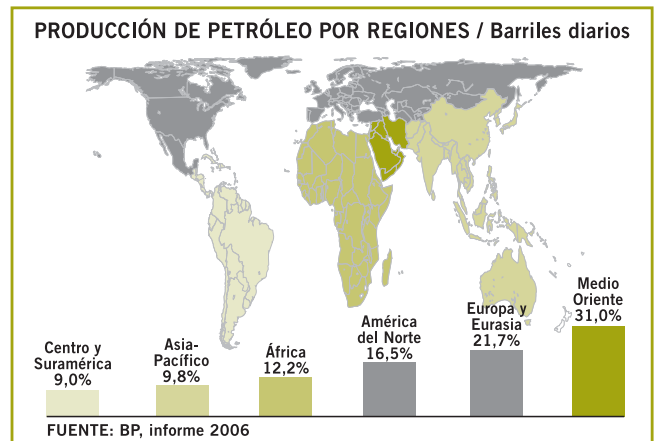 PRODUCCIÓN DE PETRÓLEO POR REGIONES / Barriles diarios
Centro y
Suramérica
9,0%
Asia-
Pacífico
9,8%
África
12,2%
América
del Norte
16,5%
Europa y
Eurasia
21,7%
Medio
Oriente
31,0%
FUENTE: BP, informe 2006